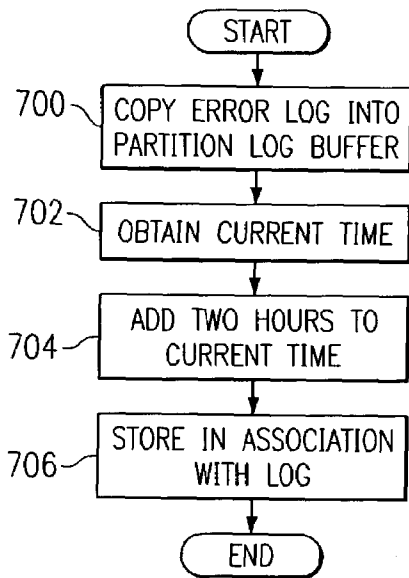 START
700
COPY ERROR LOG INTO
PARTITION LOG BUFFER
702
OBTAIN CURRENT TIME
704
ADD TWO HOURS TO
CURRENT TIME
706
STORE IN ASSOCIATION
WITH LOG
END